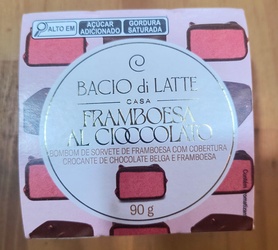 ALTO EM
AÇÚCAR ADICIONADO
GORDURA SATURADA
BACIO di LATTE
CASA
FRAMBOESA
AL CIOCCOLATO
BOMBOM DE SORVETE DE FRAMBOESA COM COBERTURA
CROCANTE DE CHOCOLATE BELGA E FRAMBOESA
90 g